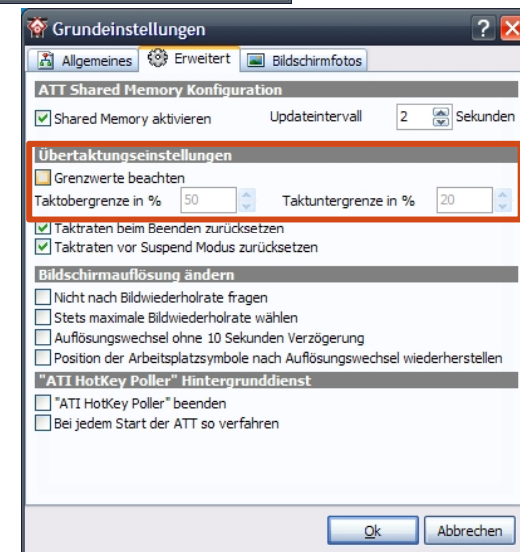 Grundeinstellungen
Allgemeines Erweitert Bildschirmfotos
ATT Shared Memory Konfiguration
Shared Memory aktivieren Updateintervall 2 Sekunden
Übertaktungseinstellungen
Grenzwerte beachten
Taktobergrenze in % 50 Taktuntergrenze in % 20
Taktraten beim Beenden zurücksetzen
Taktraten vor Suspend Modus zurücksetzen
Bildschirmauflösung ändern
Nicht nach Bildwiederholrate fragen
Stets maximale Bildwiederholrate wählen
Auflösungswechsel ohne 10 Sekunden Verzögerung
Position der Arbeitsplatzsymbole nach Auflösungswechsel wiederherstellen
"ATI HotKey Poller" Hintergrunddienst
"ATI HotKey Poller" beenden
Bei jedem Start der ATT so verfahren
Ok Abbrechen